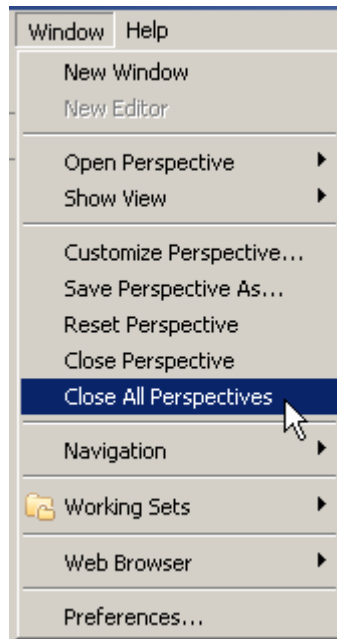 Window Help
New Window
New Editor
Open Perspective
Show View
Customize Perspective...
Save Perspective As...
Reset Perspective
Close Perspective
Close All Perspectives
Navigation
Working Sets
Web Browser
Preferences...